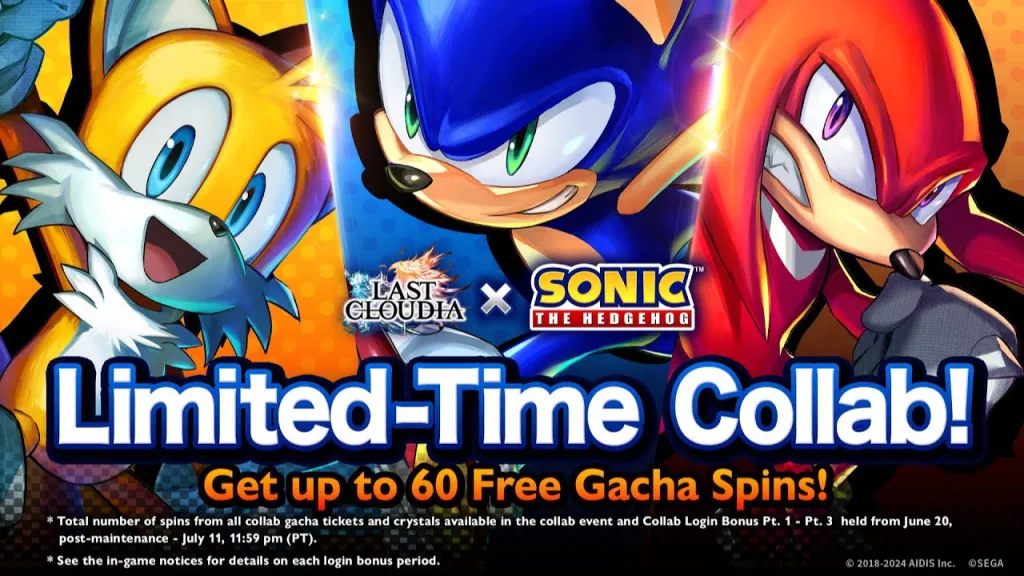 LAST
CLOUDIA
×
SONIC™
THE HEDGEHOG
Limited-Time Collab!
Get up to 60 Free Gacha Spins!
* Total number of spins from all collab gacha tickets and crystals available in the collab event and Collab Login Bonus Pt. 1 - Pt. 3 held from June 20,
post-maintenance - July 11, 11:59 pm (PT).
* See the in-game notices for details on each login bonus period.
© 2018-2024 AIDIS Inc. ©SEGA